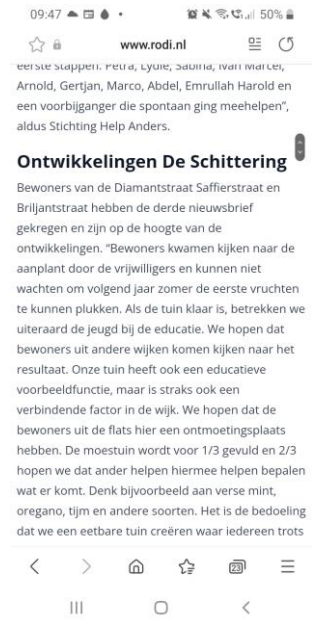 09:47 50%
www.rodi.nl
eerste stappen. Petra, Lydie, Sabina, Ivan Marcel,
Arnold, Gertjan, Marco, Abdel, Emrullah Harold en
een voorbijganger die spontaan ging meehelpen”,
aldus Stichting Help Anders.
Ontwikkelingen De Schittering
Bewoners van de Diamantstraat Saffierstraat en
Briljantstraat hebben de derde nieuwsbrief
gekregen en zijn op de hoogte van de
ontwikkelingen. “Bewoners kwamen kijken naar de
aanplant door de vrijwilligers en kunnen niet
wachten om volgend jaar zomer de eerste vruchten
te kunnen plukken. Als de tuin klaar is, betrekken we
uiteraard de jeugd bij de educatie. We hopen dat
bewoners uit andere wijken komen kijken naar het
resultaat. Onze tuin heeft ook een educatieve
voorbeeldfunctie, maar is straks ook een
verbindende factor in de wijk. We hopen dat de
bewoners uit de flats hier een ontmoetingsplaats
hebben. De moestuin wordt voor 1/3 gevuld en 2/3
hopen we dat ander helpen hiermee helpen bepalen
wat er komt. Denk bijvoorbeeld aan verse mint,
oregano, tijm en andere soorten. Het is de bedoeling
dat we een eetbare tuin creëren waar iedereen trots
23